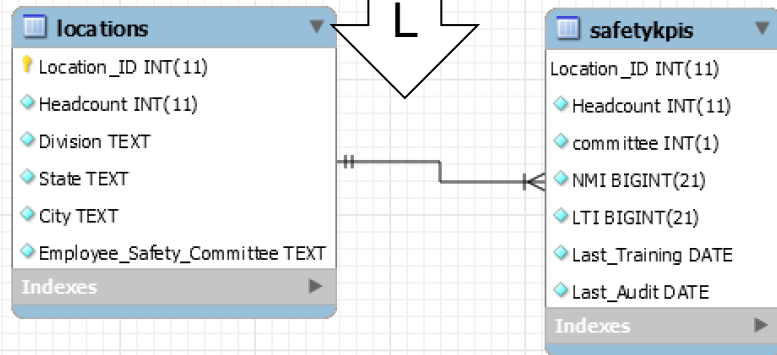 L
locations
Location_ID INT(11)
Headcount INT(11)
Division TEXT
State TEXT
City TEXT
Employee_Safety_Committee TEXT
Indexes
safetykpis
Location_ID INT(11)
Headcount INT(11)
committee INT(1)
NMI BIGINT(21)
LTI BIGINT(21)
Last_Training DATE
Last_Audit DATE
Indexes